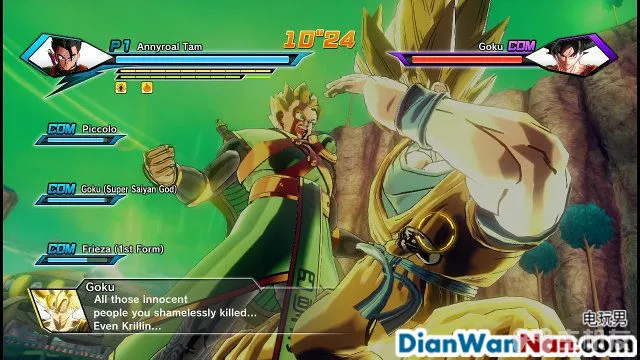 P1 Annyroal Tam
10"24
Goku COM
COM Piccolo
COM Goku (Super Saiyan God)
COM Frieza (1st Form)
Goku
All those innocent
people you shamelessly killed...
Even Krillin...
电玩男
DianWanNan.com